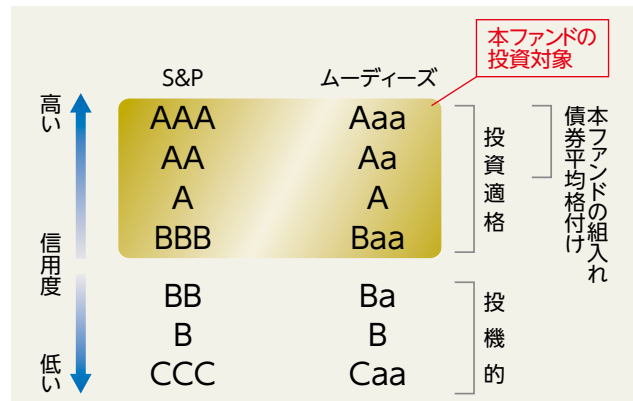 本ファンドの
投資対象
S&P
ムーディーズ
高い
信用度
低い
AAA Aaa
AA Aa
A A
BBB Baa
BB Ba
B B
CCC Caa
投資適格
投機的
本ファンドの組入れ
債券平均格付け